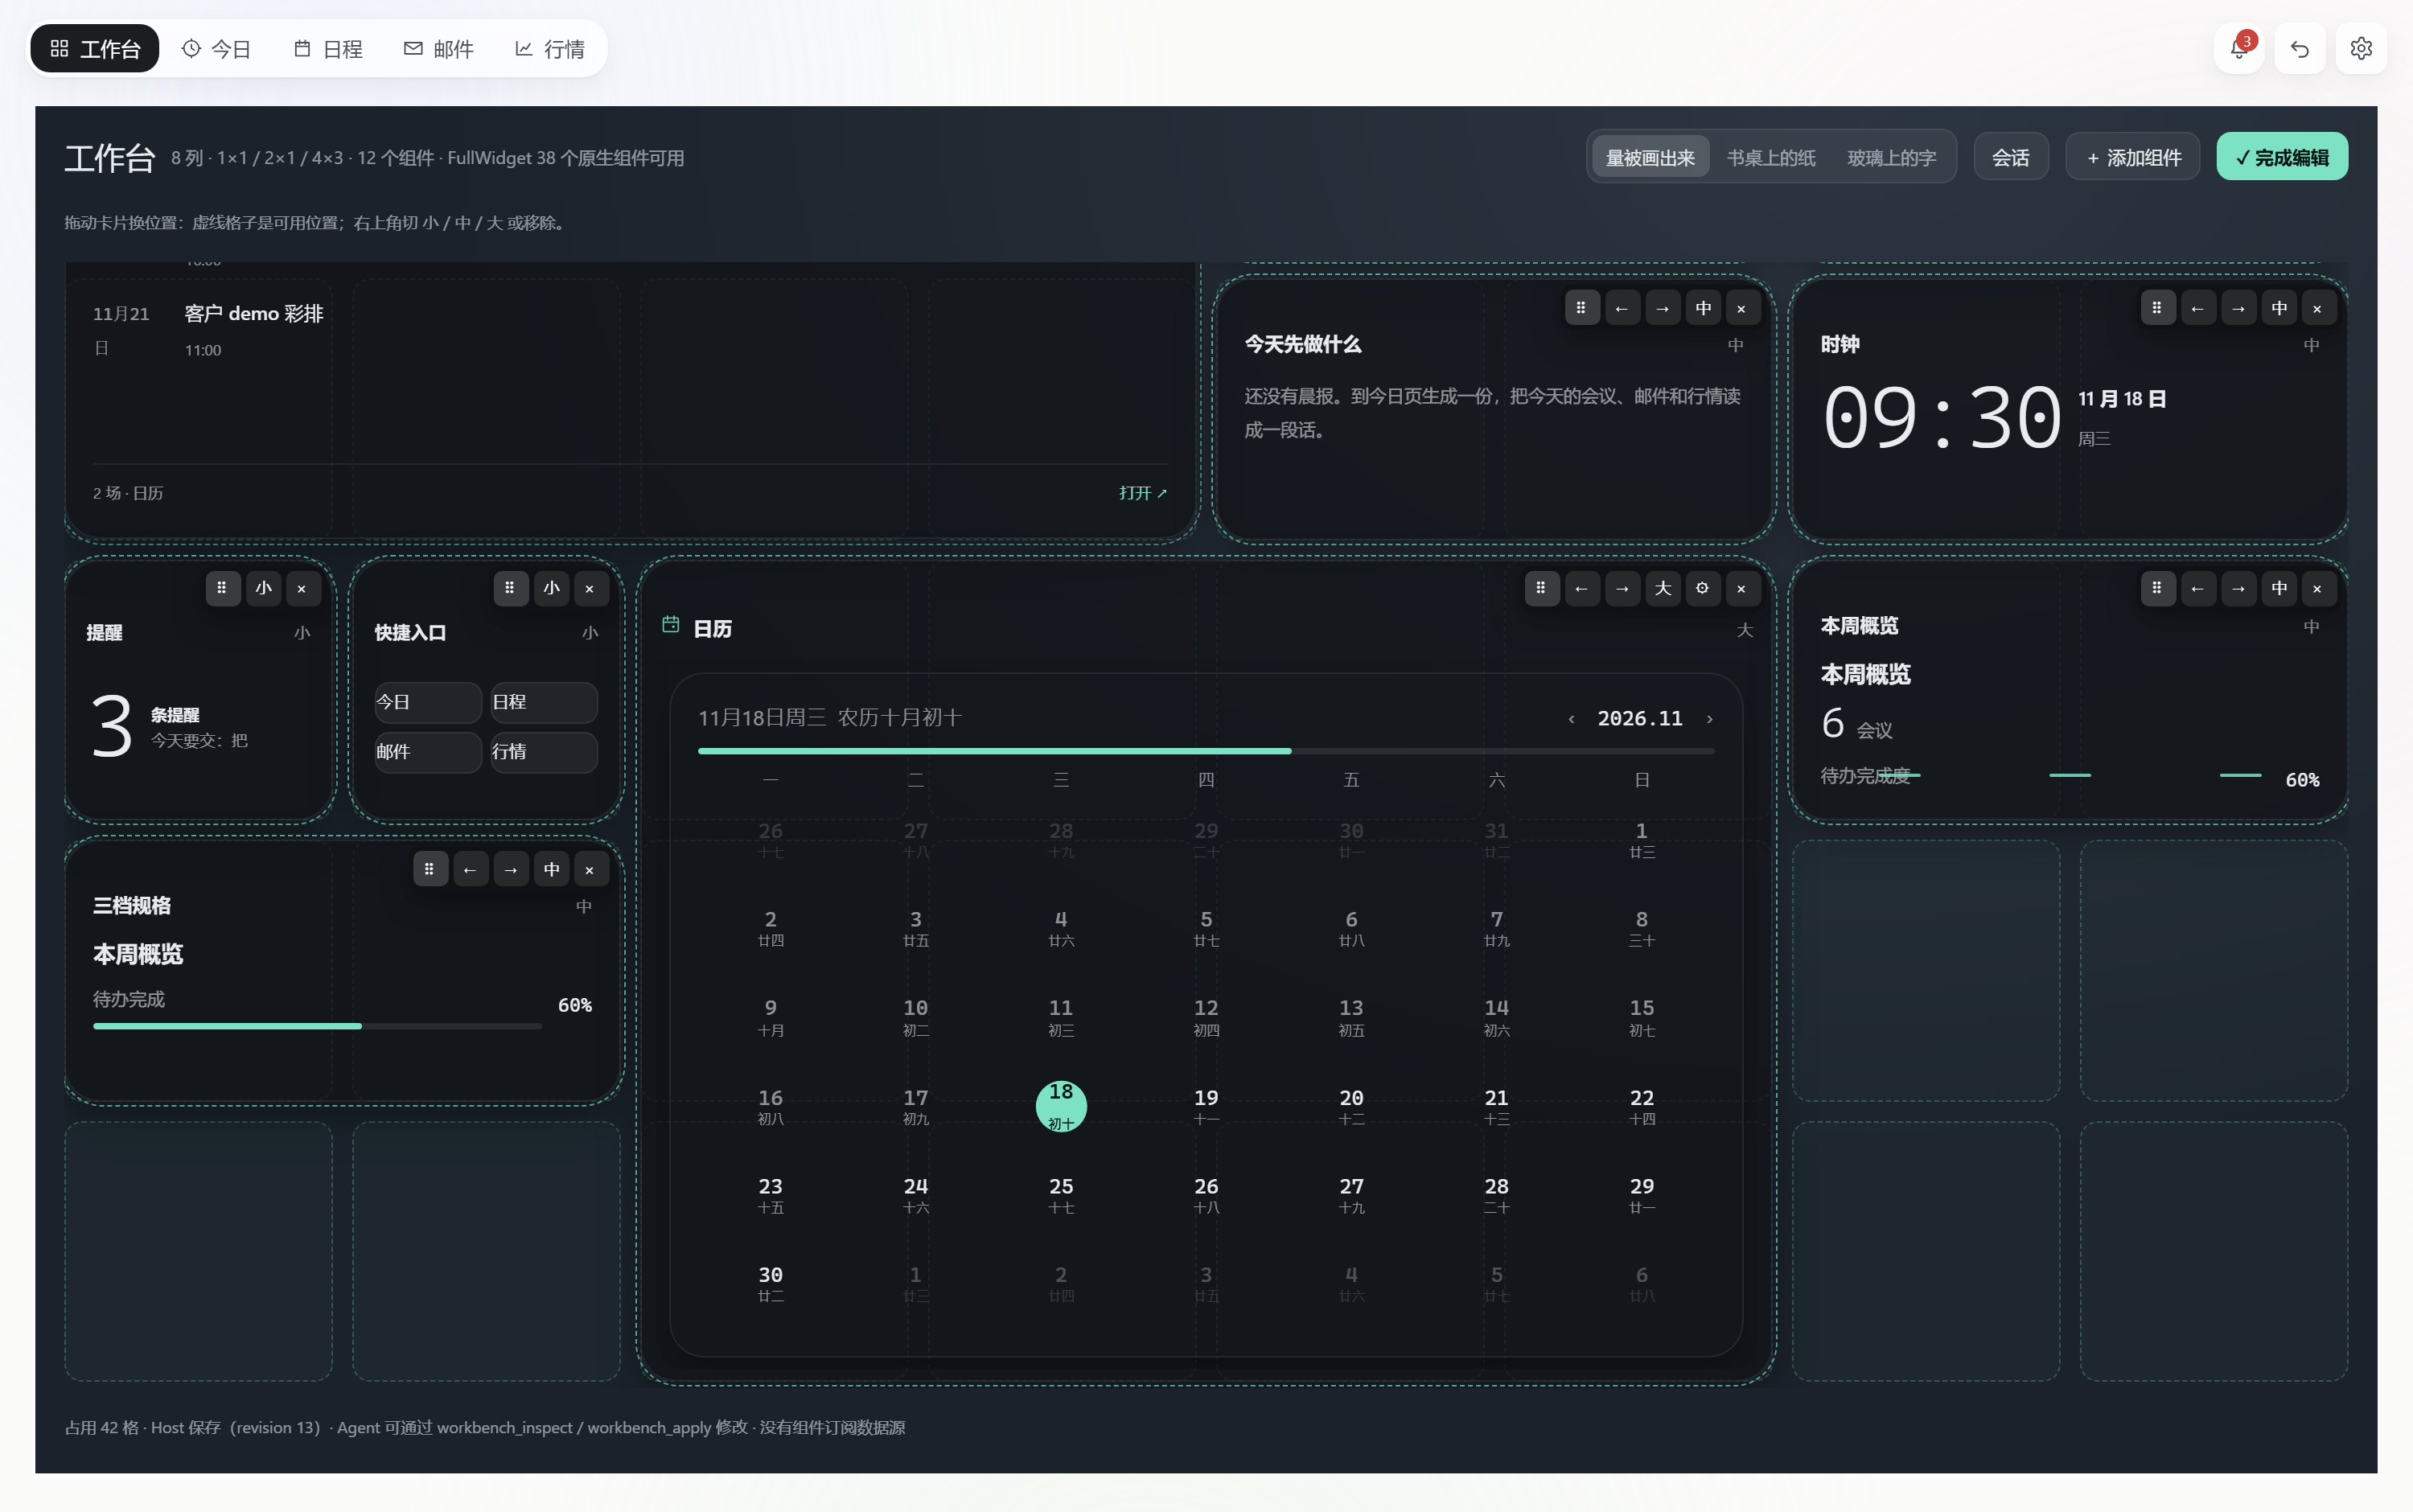 工作台 今日 日程 邮件 行情 3
工作台 8 列 · 1×1 / 2×1 / 4×3 · 12 个组件 · FullWidget 38 个原生组件可用
量被画出来 书桌上的纸 玻璃上的字 会话 + 添加组件 ✓ 完成编辑
拖动卡片换位置：虚线格子是可用位置；右上角切 小 / 中 / 大 或移除。
11月21日 客户 demo 彩排
11:00
2 场 · 日历 打开 ↗
← → 中 ×
今天先做什么 中
还没有晨报。到今日页生成一份，把今天的会议、邮件和行情读
成一段话。
← → 中 ×
时钟 中
09:30 11 月 18 日
周三
小 ×
提醒 小
3 条提醒
今天要交：把
小 ×
快捷入口 小
今日 日程
邮件 行情
← → 大 ×
日历 大
11月18日周三 农历十月初十 ‹ 2026.11 ›
一 二 三 四 五 六 日
26 27 28 29 30 31 1
十七 十八 十九 二十 廿一 廿二 廿三
2 3 4 5 6 7 8
廿四 廿五 廿六 廿七 廿八 廿九 三十
9 10 11 12 13 14 15
十月 初二 初三 初四 初五 初六 初七
16 17 18 19 20 21 22
初八 初九 初十 十一 十二 十三 十四
23 24 25 26 27 28 29
十五 十六 十七 十八 十九 二十 廿一
30 1 2 3 4 5 6
廿二 廿三 廿四 廿五 廿六 廿七 廿八
← → 中 ×
本周概览 中
本周概览
6 会议
待办完成度 60%
← → 中 ×
三档规格 中
本周概览
待办完成 60%
占用 42 格 · Host 保存（revision 13）· Agent 可通过 workbench_inspect / workbench_apply 修改 · 没有组件订阅数据源